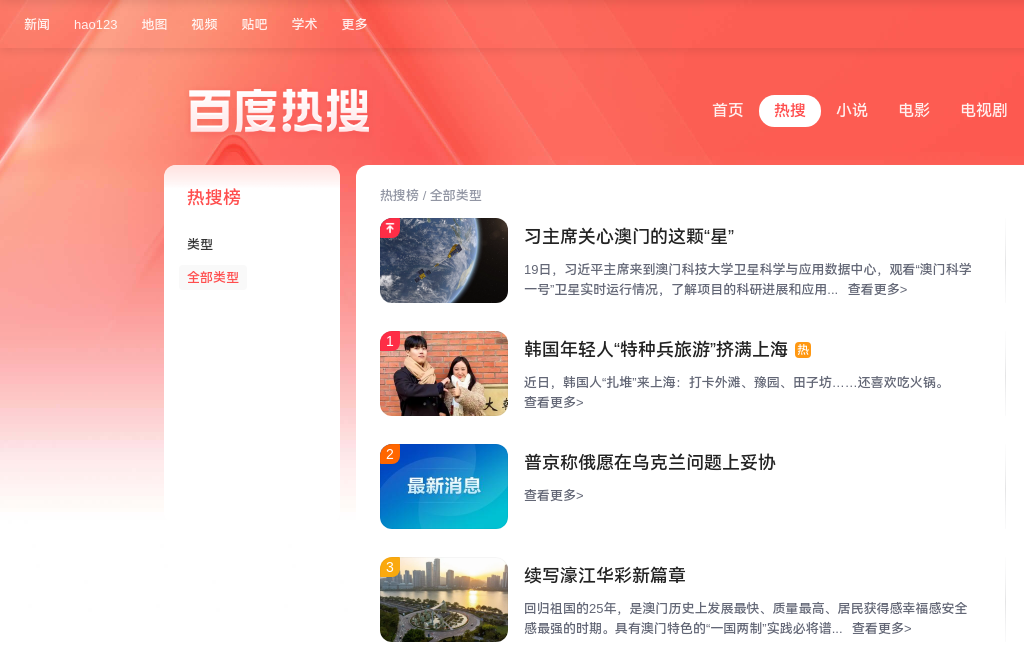 新闻 hao123 地图 视频 贴吧 学术 更多
百度热搜
首页 热搜 小说 电影 电视剧
热搜榜
类型
全部类型
热搜榜 / 全部类型
习主席关心澳门的这颗“星”
19日，习近平主席来到澳门科技大学卫星科学与应用数据中心，观看“澳门科学
一号”卫星实时运行情况，了解项目的科研进展和应用... 查看更多>
1
韩国年轻人“特种兵旅游”挤满上海 热
近日，韩国人“扎堆”来上海：打卡外滩、豫园、田子坊……还喜欢吃火锅。
查看更多>
2
最新消息
普京称俄愿在乌克兰问题上妥协
查看更多>
3
续写濠江华彩新篇章
回归祖国的25年，是澳门历史上发展最快、质量最高、居民获得感幸福感安全
感最强的时期。具有澳门特色的“一国两制”实践必将谱... 查看更多>